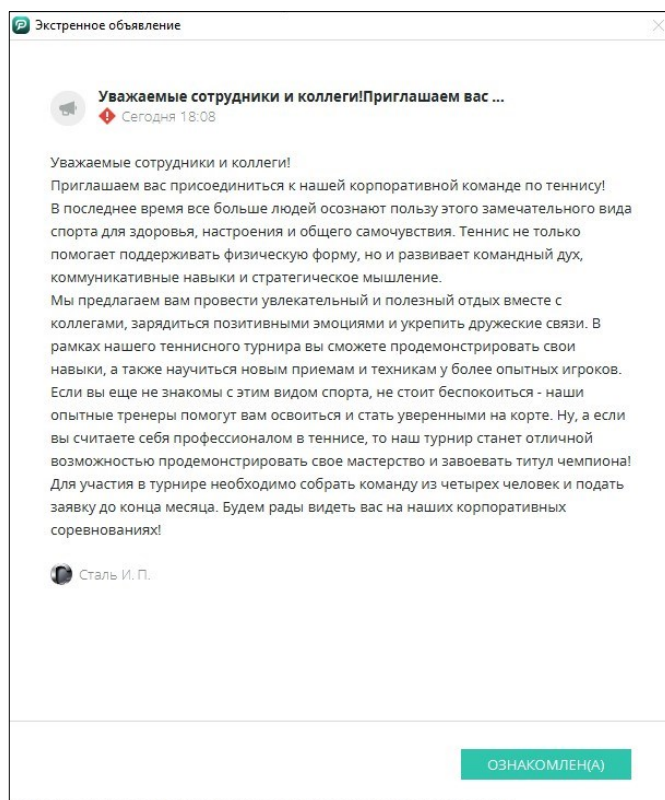 Экстренное объявление
Уважаемые сотрудники и коллеги!Приглашаем вас ...
Сегодня 18:08
Уважаемые сотрудники и коллеги!
Приглашаем вас присоединиться к нашей корпоративной команде по теннису!
В последнее время все больше людей осознают пользу этого замечательного вида
спорта для здоровья, настроения и общего самочувствия. Теннис не только
помогает поддерживать физическую форму, но и развивает командный дух,
коммуникативные навыки и стратегическое мышление.
Мы предлагаем вам провести увлекательный и полезный отдых вместе с
коллегами, зарядиться позитивными эмоциями и укрепить дружеские связи. В
рамках нашего теннисного турнира вы сможете продемонстрировать свои
навыки, а также научиться новым приемам и техникам у более опытных игроков.
Если вы еще не знакомы с этим видом спорта, не стоит беспокоиться - наши
опытные тренеры помогут вам освоиться и стать уверенными на корте. Ну, а если
вы считаете себя профессионалом в теннисе, то наш турнир станет отличной
возможностью продемонстрировать свое мастерство и завоевать титул чемпиона!
Для участия в турнире необходимо собрать команду из четырех человек и подать
заявку до конца месяца. Будем рады видеть вас на наших корпоративных
соревнованиях!
Сталь И. П.
ОЗНАКОМЛЕН(А)